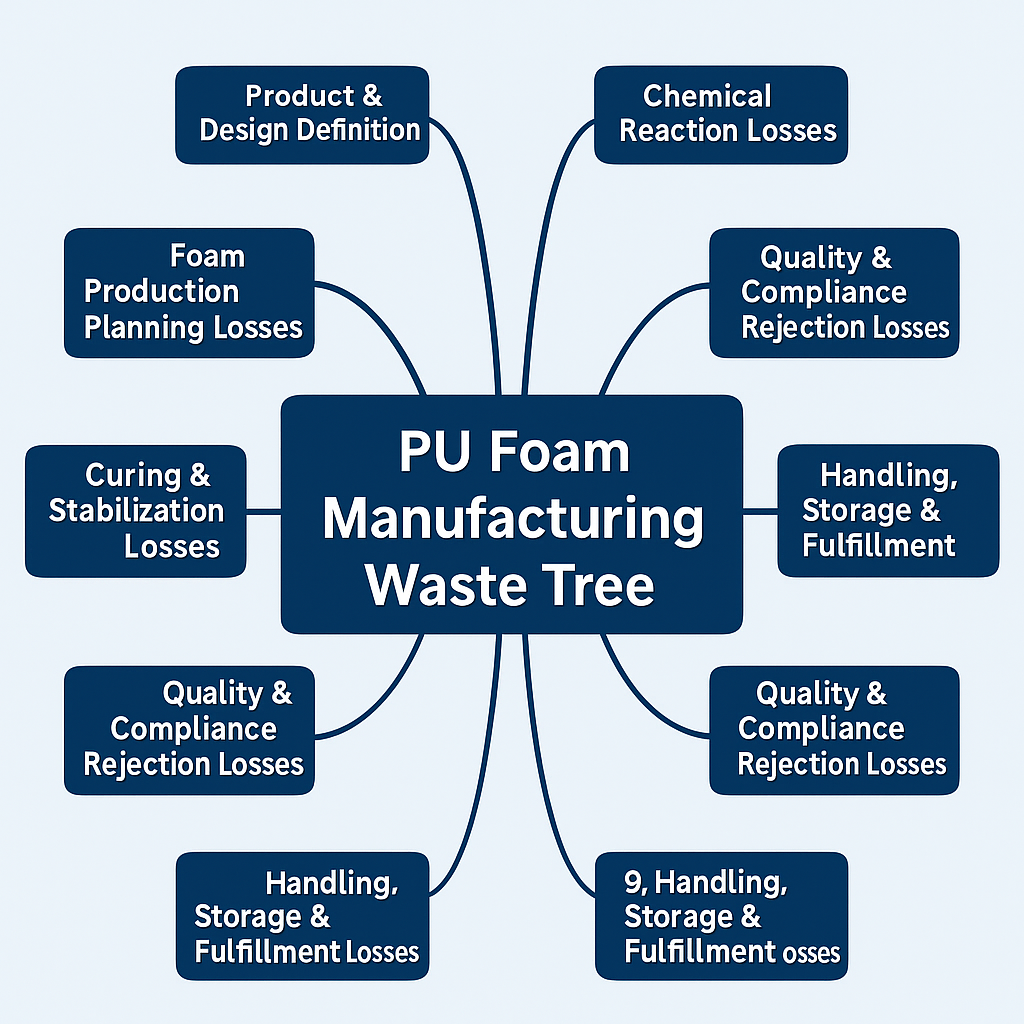 Product &
Design Definition
Chemical
Reaction Losses
Foam
Production
Planning Losses
Quality &
Compliance
Rejection Losses
PU Foam
Manufacturing
Waste Tree
Curing &
Stabilization
Losses
Handling,
Storage &
Fulfillment
Quality &
Compliance
Rejection Losses
Quality &
Compliance
Rejection Losses
Handling,
Storage &
Fulfillment Losses
9, Handling,
Storage &
Fulfillment osses